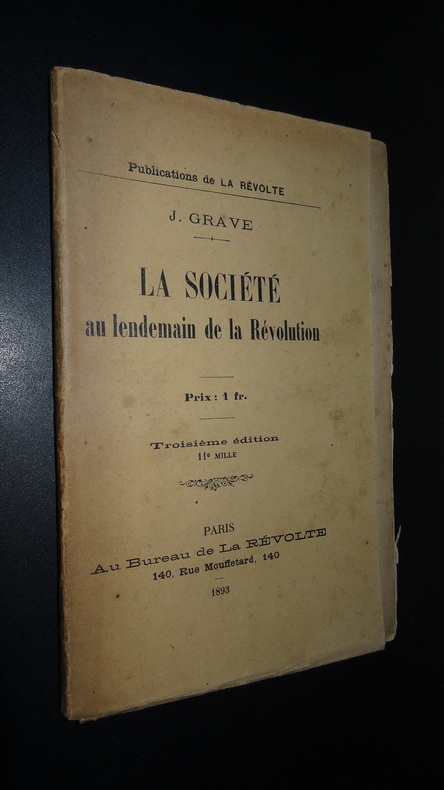 Publications de LA RÉVOLTE
J. GRAVE
LA SOCIÉTÉ
au lendemain de la Révolution
Prix : 1 fr.
Troisième édition
11e MILLE
PARIS
Au Bureau de La RÉVOLTE
140, Rue Mouffetard, 140
1893